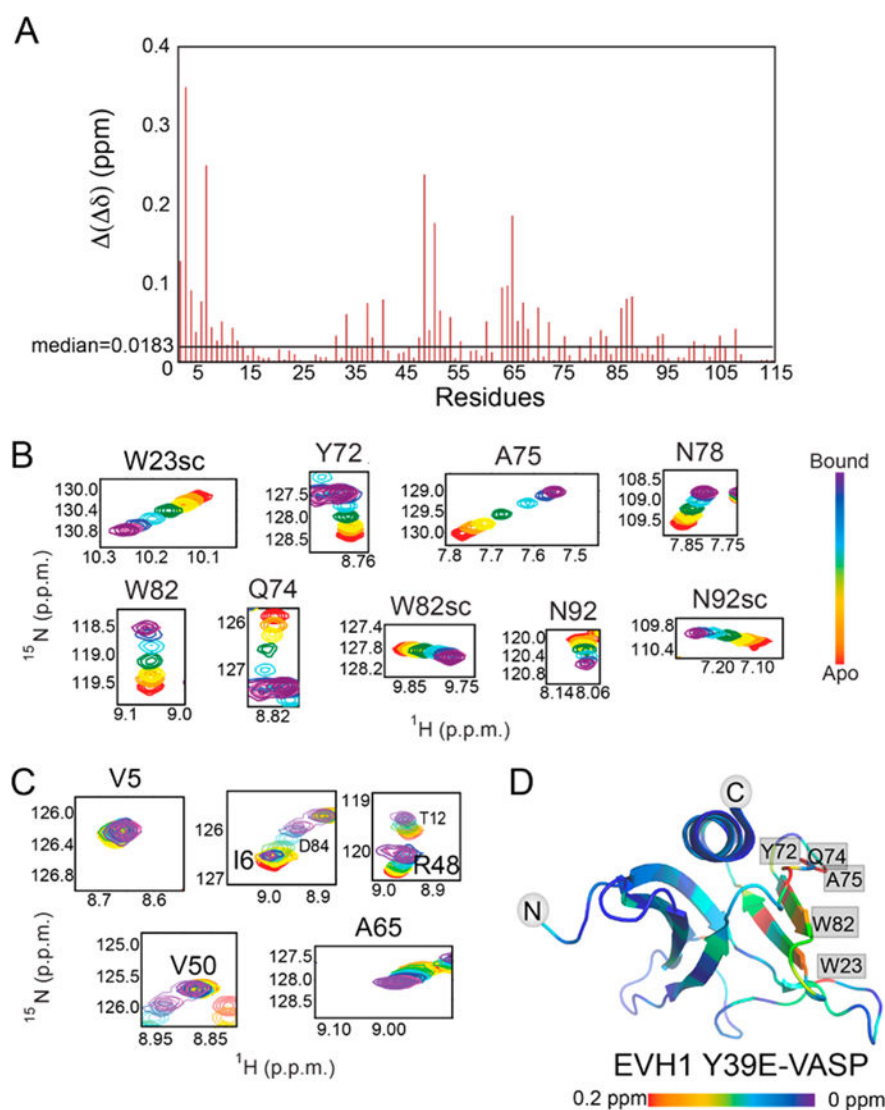 A
0.4
0.3
Δ(Δδ) (ppm)
0.2
0.1
median=0.0183
0
5 15 25 35 45 55 65 75 85 95 105 115
Residues
B
W23sc
130.0
130.4
130.8
10.3 10.2 10.1
Y72
127.5
128.0
128.5
8.76
A75
129.0
129.5
130.0
7.8 7.7 7.6 7.5
N78
108.5
109.0
109.5
7.85 7.75
Bound
Apo
W82
118.5
119.0
119.5
9.1 9.0
Q74
126
127
8.82
W82sc
127.4
127.8
128.2
9.85 9.75
N92
120.0
120.4
120.8
8.14 8.06
N92sc
109.8
110.4
7.20 7.10
15 N (p.p.m.)
1H (p.p.m.)
C
V5
126.0
126.4
126.8
8.7 8.6
126
127
I6
D84
9.0 8.9
119
120
T12
R48
9.0 8.9
V50
125.0
125.5
126.0
8.95 8.85
A65
127.5
128.0
128.5
9.10 9.00
15 N (p.p.m.)
1H (p.p.m.)
D
C
N
Y72
Q74
A75
W82
W23
EVH1 Y39E-VASP
0.2 ppm 0 ppm